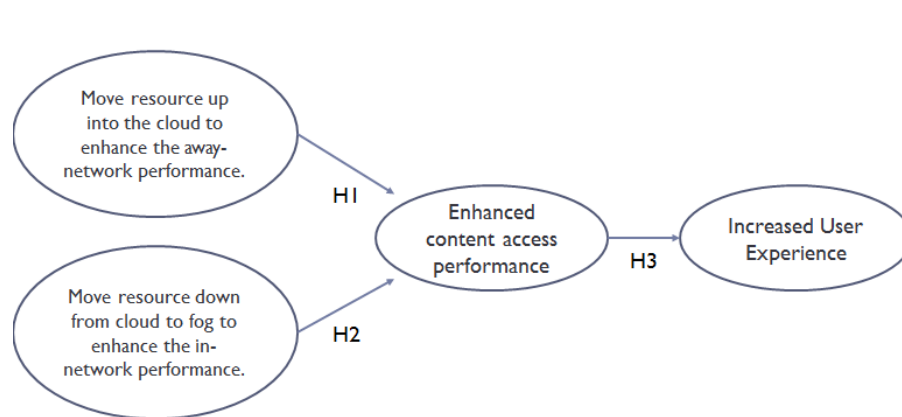 Move resource up
into the cloud to
enhance the away-
network performance.
H1
Enhanced
content access
performance
Increased User
Experience
H3
Move resource down
from cloud to fog to
enhance the in-
network performance.
H2